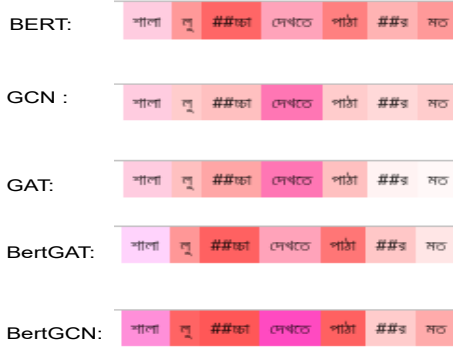 BERT: শালা লু ##চ্চা দেখতে পাঠা ##র মত
GCN : শালা লু ##চ্চা দেখতে পাঠা ##র মত
GAT: শালা লু ##চ্চা দেখতে পাঠা ##র মত
BertGAT: শালা লু ##চ্চা দেখতে পাঠা ##র মত
BertGCN: শালা লু ##চ্চা দেখতে পাঠা ##র মত